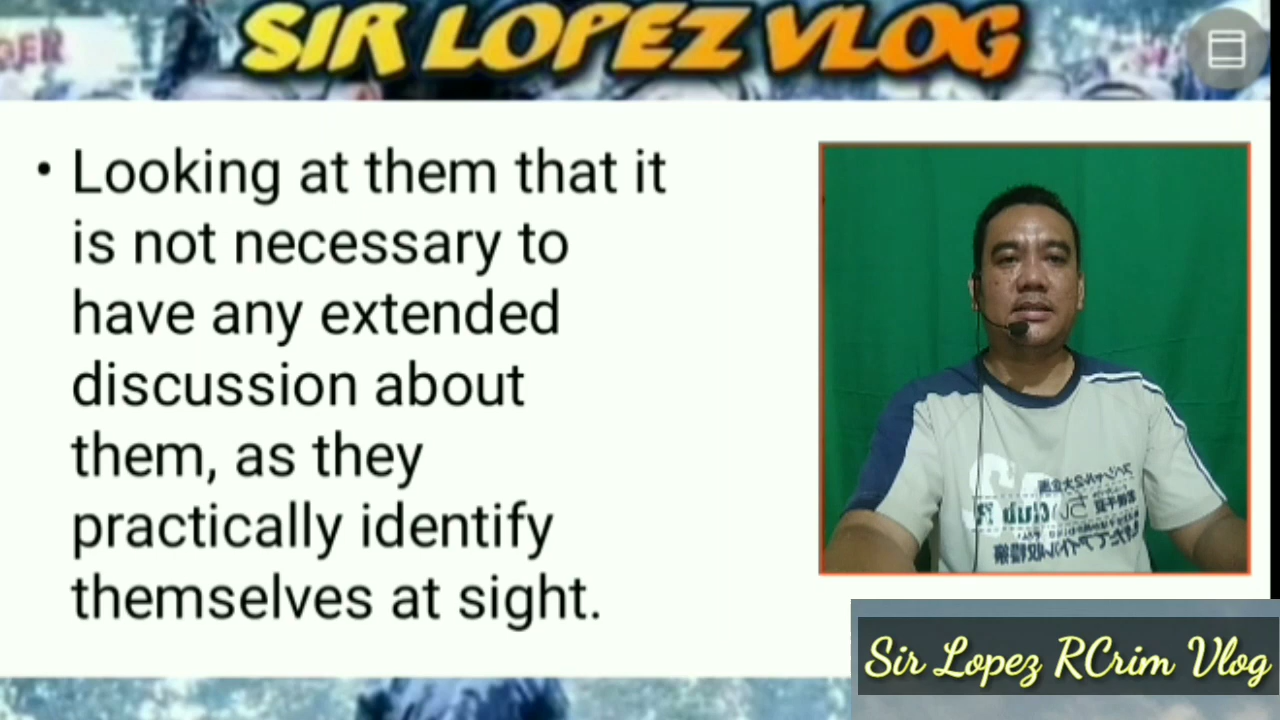 DER
SIR LOPEZ VLOG
• Looking at them that it
is not necessary to
have any extended
discussion about
them, as they
practically identify
themselves at sight.
Sir Lopez RCrim Vlog